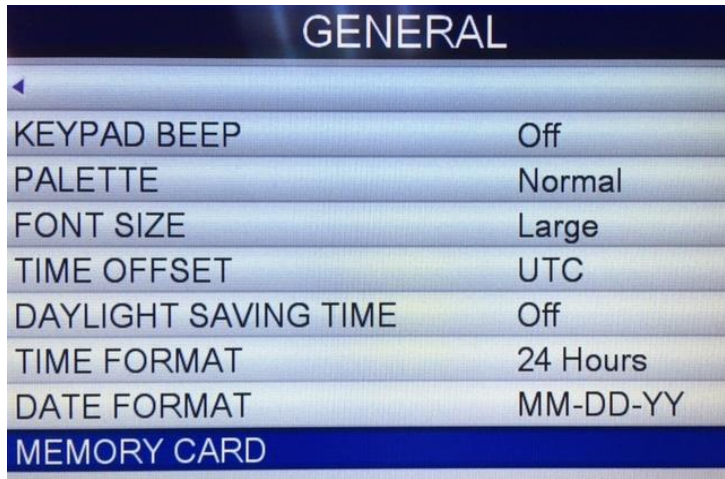 GENERAL
KEYPAD BEEP Off
PALETTE Normal
FONT SIZE Large
TIME OFFSET UTC
DAYLIGHT SAVING TIME Off
TIME FORMAT 24 Hours
DATE FORMAT MM-DD-YY
MEMORY CARD